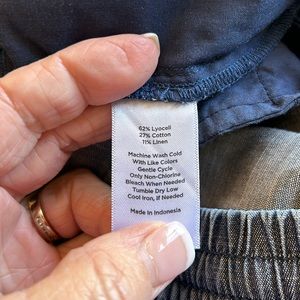 62% Lyocell
27% Cotton
11% Linen
Machine Wash Cold
With Like Colors
Gentle Cycle
Only Non-Chlorine
Bleach When Needed
Tumble Dry Low
Cool Iron, If Needed
Made in Indonesia